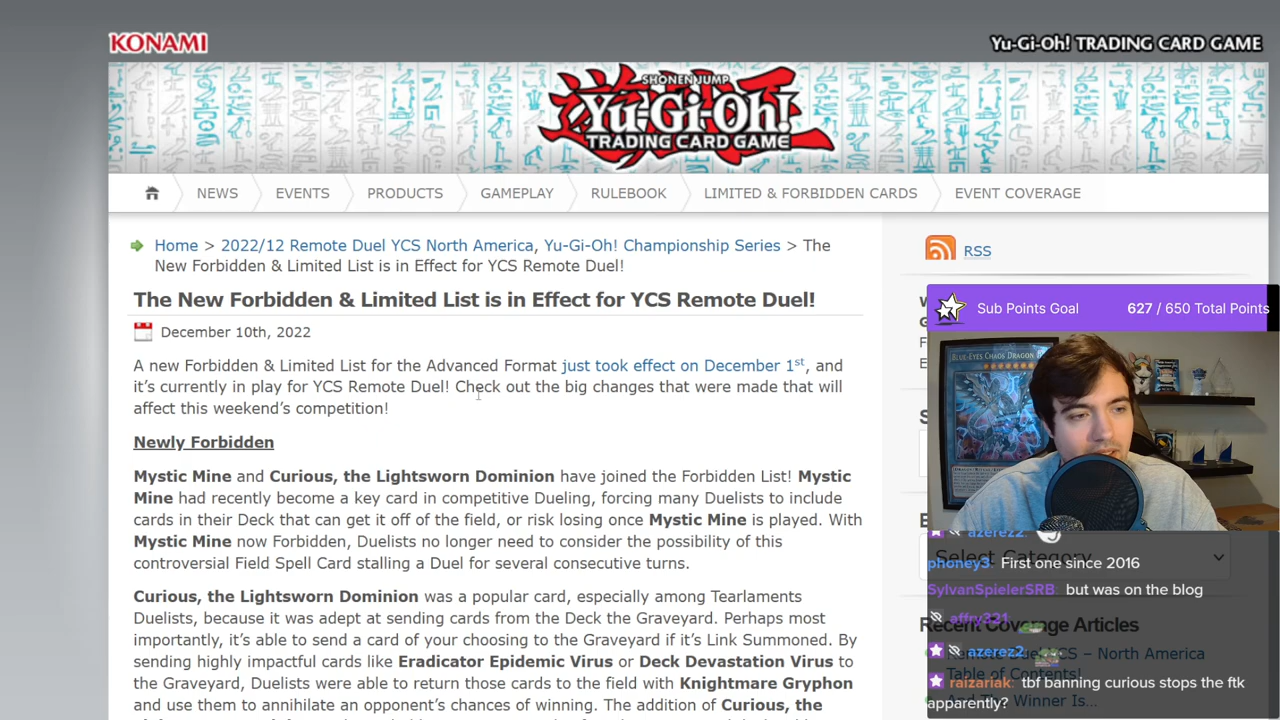 KONAMI
Yu-Gi-Oh! TRADING CARD GAME
SHONEN JUMP
Yu-Gi-Oh!
TRADING CARD GAME
NEWS
EVENTS
PRODUCTS
GAMEPLAY
RULEBOOK
LIMITED & FORBIDDEN CARDS
EVENT COVERAGE
Home > 2022/12 Remote Duel YCS North America, Yu-Gi-Oh! Championship Series > The
New Forbidden & Limited List is in Effect for YCS Remote Duel!
The New Forbidden & Limited List is in Effect for YCS Remote Duel!
December 10th, 2022
A new Forbidden & Limited List for the Advanced Format just took effect on December 1st, and
it's currently in play for YCS Remote Duel! Check out the big changes that were made that will
affect this weekend's competition!
Newly Forbidden
Mystic Mine and Curious, the Lightsworn Dominion have joined the Forbidden List! Mystic
Mine had recently become a key card in competitive Dueling, forcing many Duelists to include
cards in their Deck that can get it off of the field, or risk losing once Mystic Mine is played. With
Mystic Mine now Forbidden, Duelists no longer need to consider the possibility of this
controversial Field Spell Card stalling a Duel for several consecutive turns.
Curious, the Lightsworn Dominion was a popular card, especially among Tearlaments
Duelists, because it was adept at sending cards from the Deck the Graveyard. Perhaps most
importantly, it's able to send a card of your choosing to the Graveyard if it's Link Summoned. By
sending highly impactful cards like Eradicator Epidemic Virus or Deck Devastation Virus to
the Graveyard, Duelists were able to return those cards to the field with Knightmare Gryphon
and use them to annihilate an opponent's chances of winning. The addition of Curious, the
RSS
Sub Points Goal
627 / 650 Total Points
BLUE-EYES CHAOS DRAGON
azerez2:
Select Category
phoney3: First one since 2016
SylvanSpielerSRB: but was on the blog
affry321:
Recent Coverage Articles
azerez2:
Remote Duel YCS – North America
Table of Contents!
raizariak: tbf banning curious stops the ftk
apparently?
And The Winner Is...